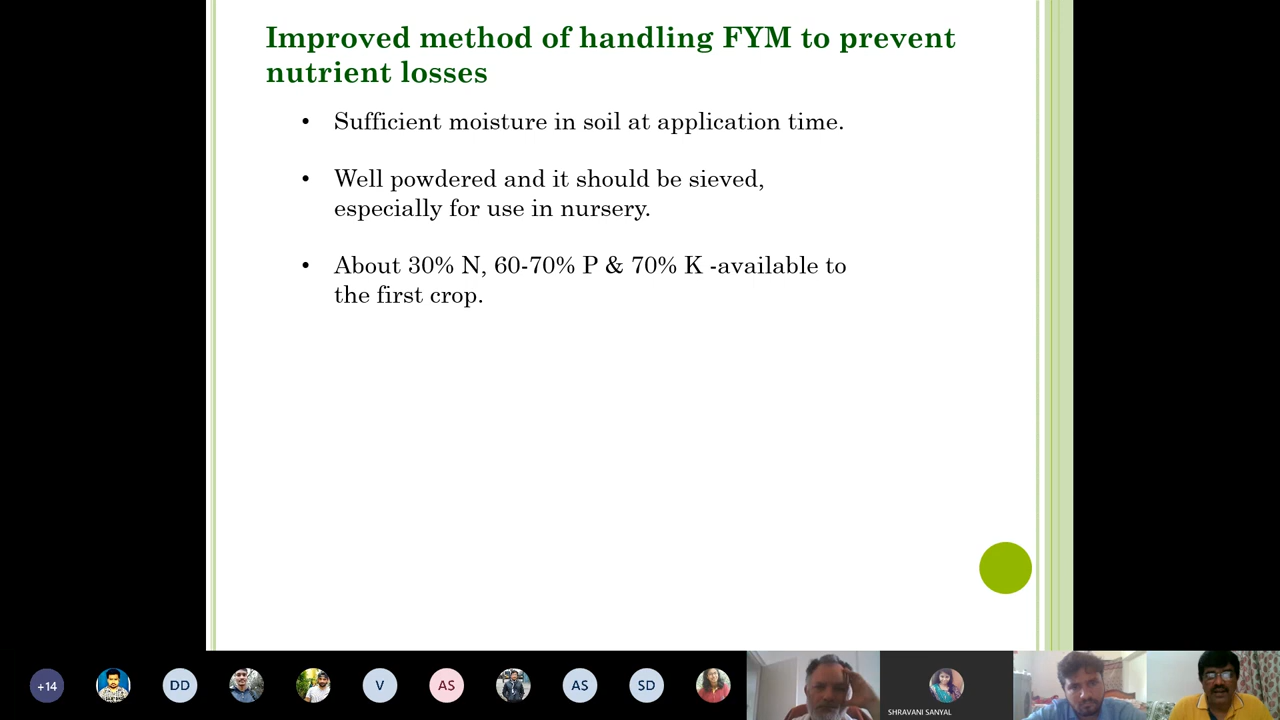 Improved method of handling FYM to prevent
nutrient losses
• Sufficient moisture in soil at application time.
• Well powdered and it should be sieved,
especially for use in nursery.
• About 30% N, 60-70% P & 70% K -available to
the first crop.
+14
DD
V
AS
AS
SD
SHRAVANI SANYAL